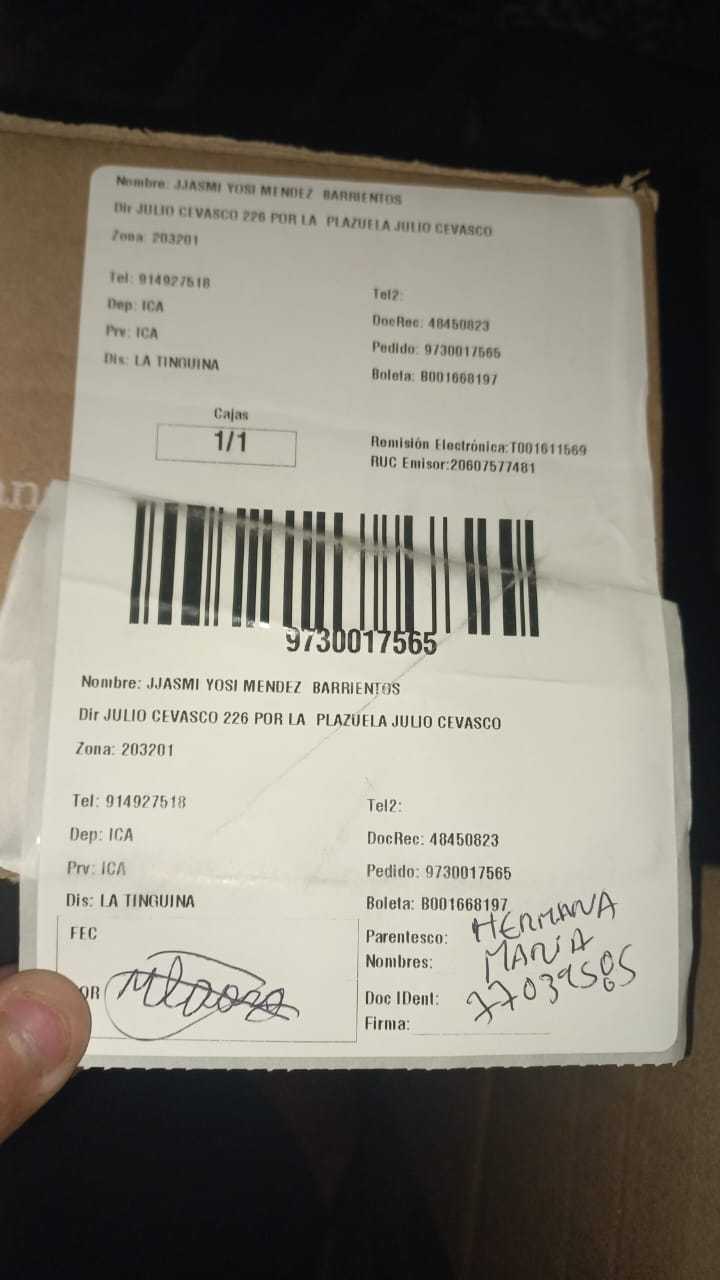 Nombre: JJASMI YOSI MENDEZ BARRIENTOS
Dir JULIO CEVASCO 226 POR LA PLAZUELA JULIO CEVASCO
Zona: 203201
Tel: 914927518
Tel2:
Dep: ICA
DocRec: 48450823
Prv: ICA
Pedido: 9730017565
Dis: LA TINGUINA
Boleta: B001668197
Cajas
1/1
Remisión Electrónica:T001611569
RUC Emisor:20607577481
9730017565
Nombre: JJASMI YOSI MENDEZ BARRIENTOS
Dir JULIO CEVASCO 226 POR LA PLAZUELA JULIO CEVASCO
Zona: 203201
Tel: 914927518
Tel2:
Dep: ICA
DocRec: 48450823
Prv: ICA
Pedido: 9730017565
Dis: LA TINGUINA
Boleta: B001668197
FEC
Parentesco: HERMANA
Nombres: MARIA
Doc IDent:
Firma: